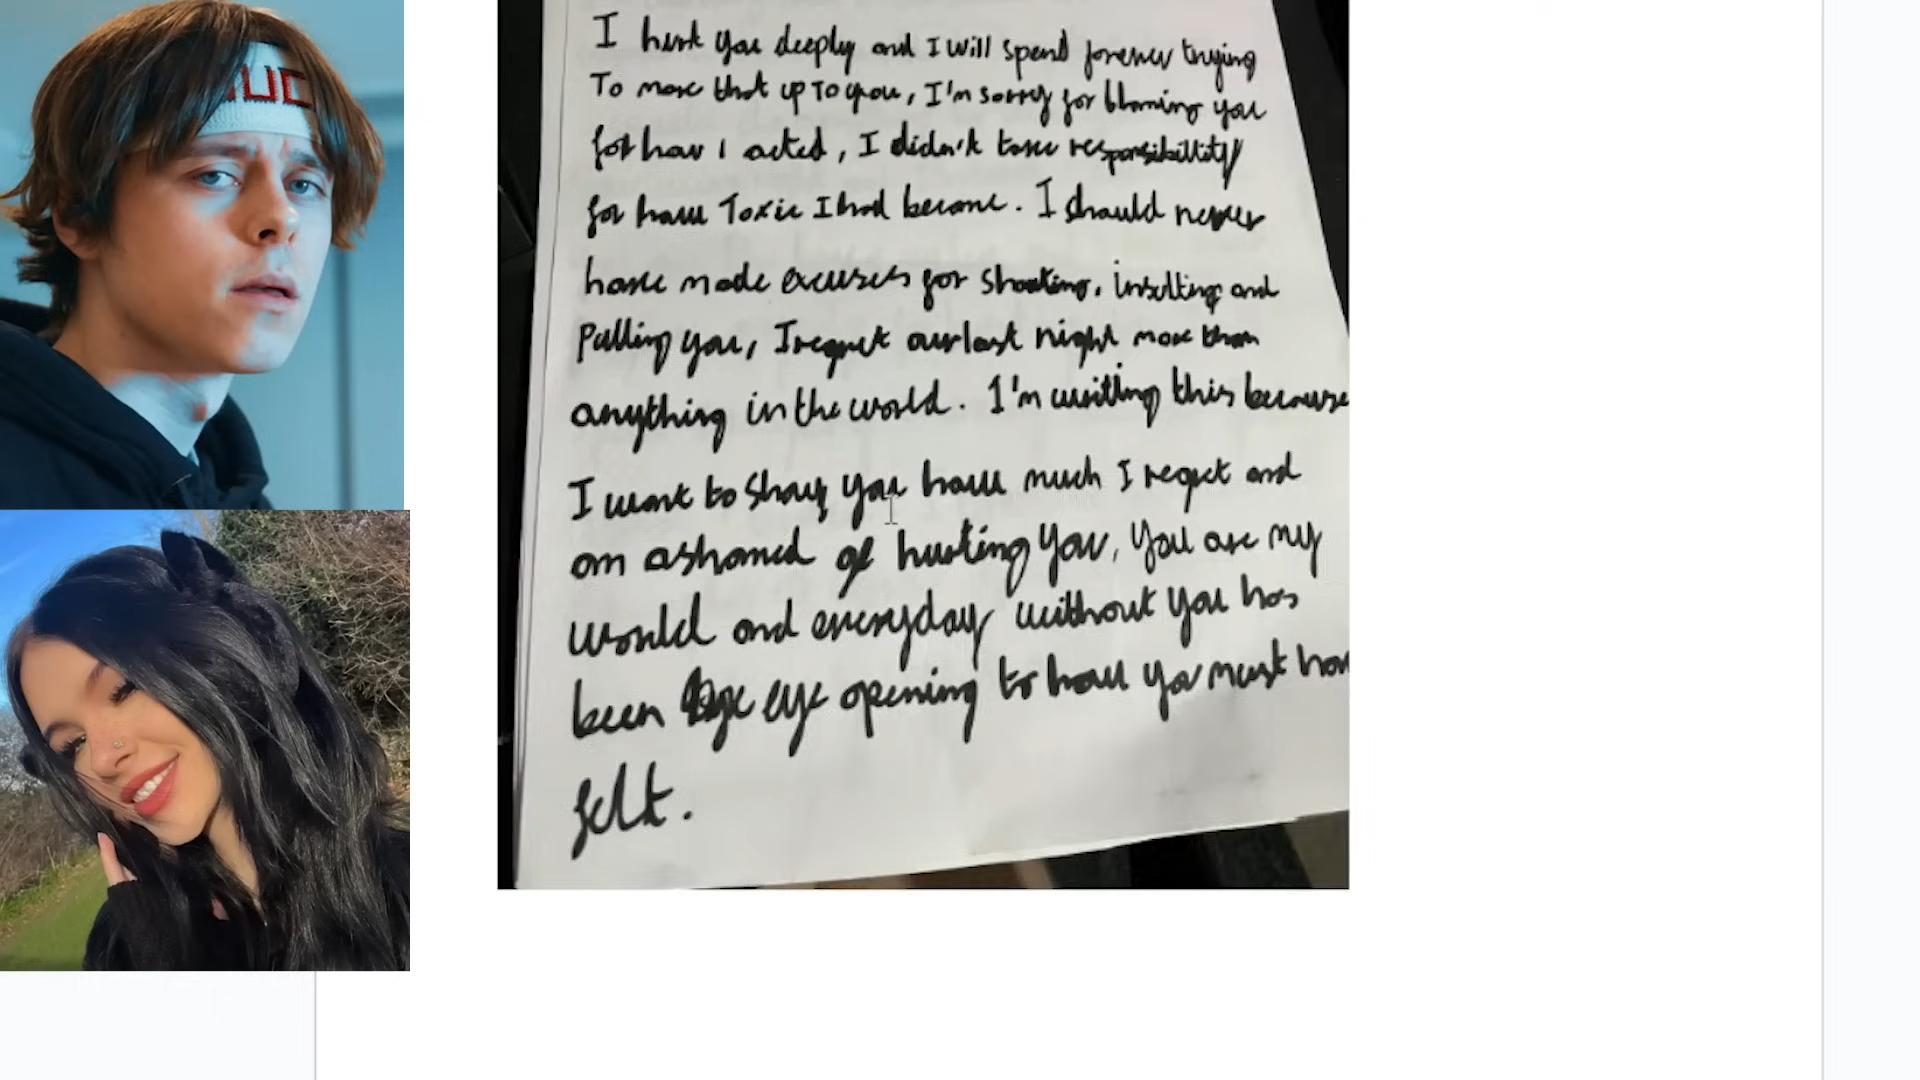 UC
I hurt you deeply and I will spend forever trying
To make that up To you, I'm sorry for blaming you
for how I acted, I didn't take responsibility
for how Toxic I had become. I should never
have made excuses for shouting, insulting and
Pulling you, I regret our last night more than
anything in the world. I'm writing this because
I want to show you how much I regret and
am ashamed of hurting you, you are my
world and everyday without you has
been eye opening to how you must hav
felt.